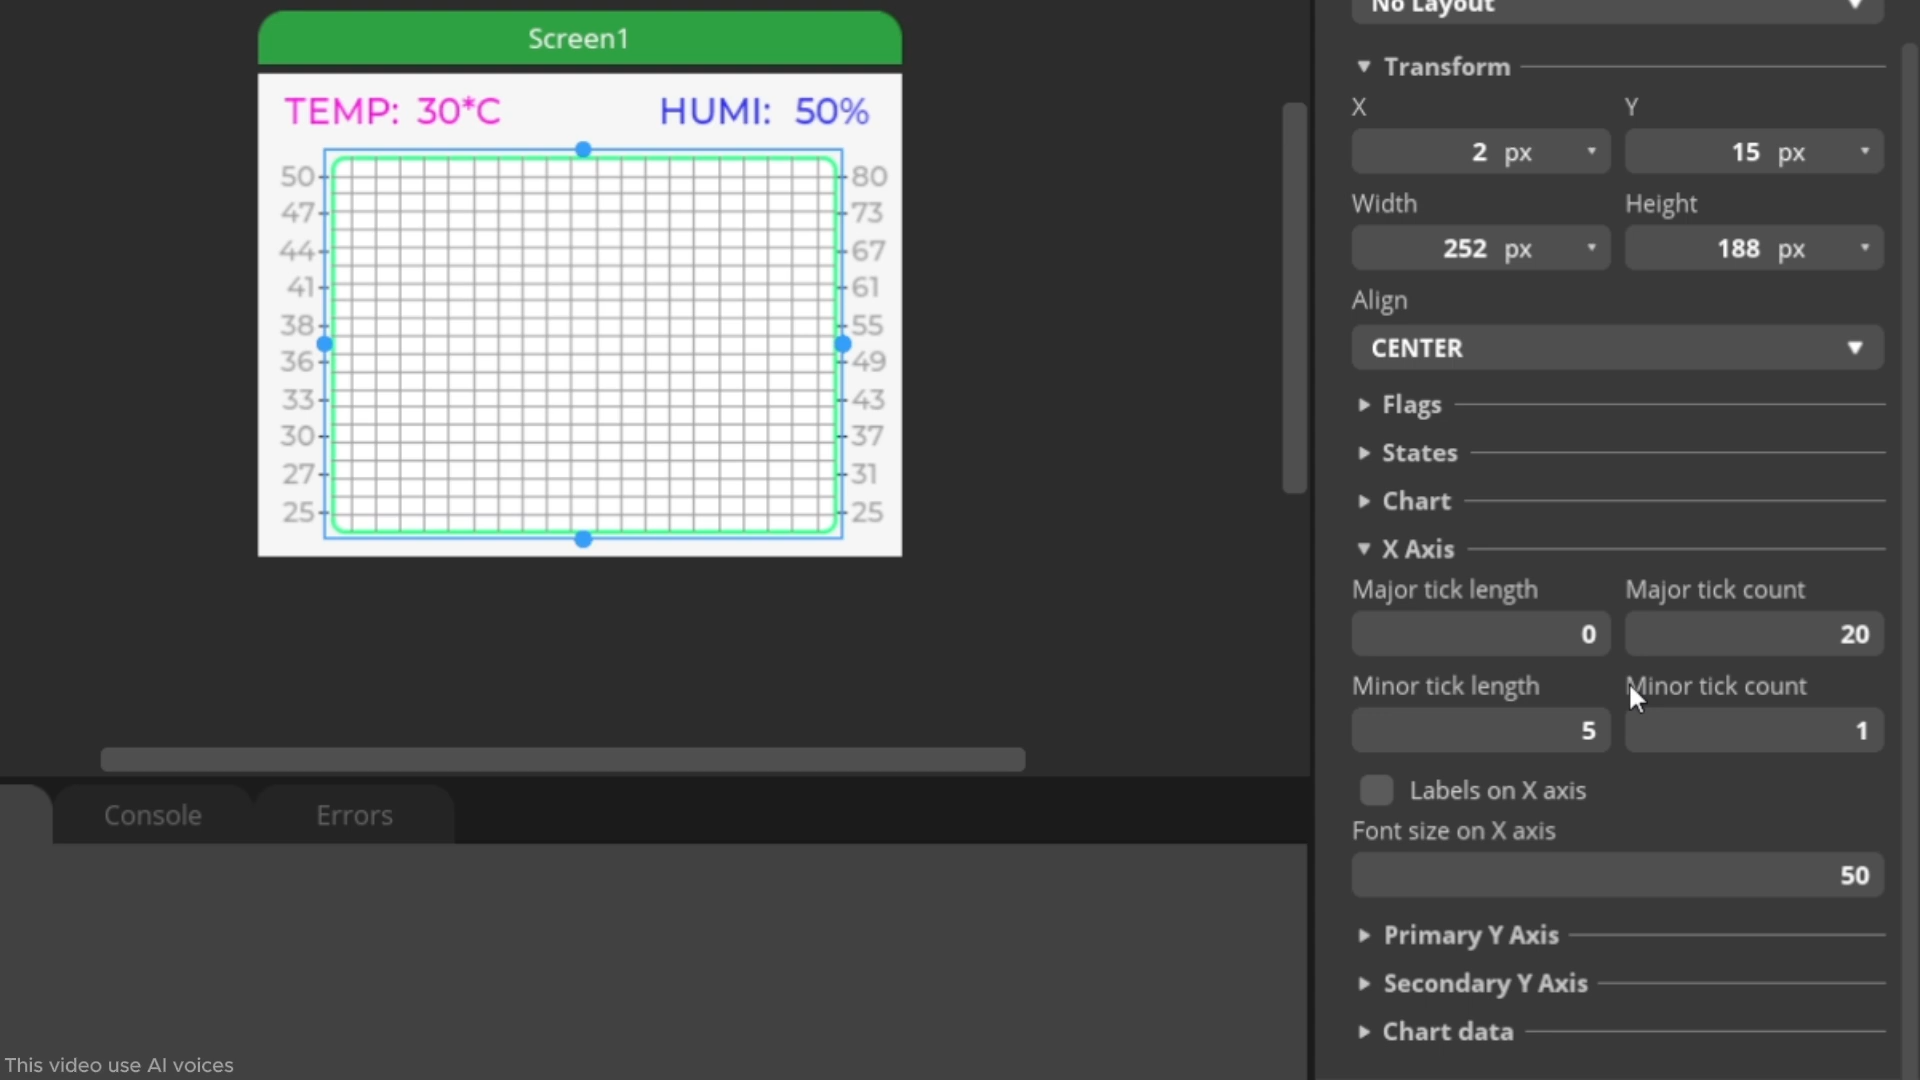 Screen1
TEMP: 30*C HUMI: 50%
50 80
47 73
44 67
41 61
38 55
36 49
33 43
30 37
27 31
25 25
Console Errors
This video use AI voices
No Layout
Transform
X Y
2 px 15 px
Width Height
252 px 188 px
Align
CENTER
Flags
States
Chart
X Axis
Major tick length Major tick count
0 20
Minor tick length Minor tick count
5 1
Labels on X axis
Font size on X axis
50
Primary Y Axis
Secondary Y Axis
Chart data